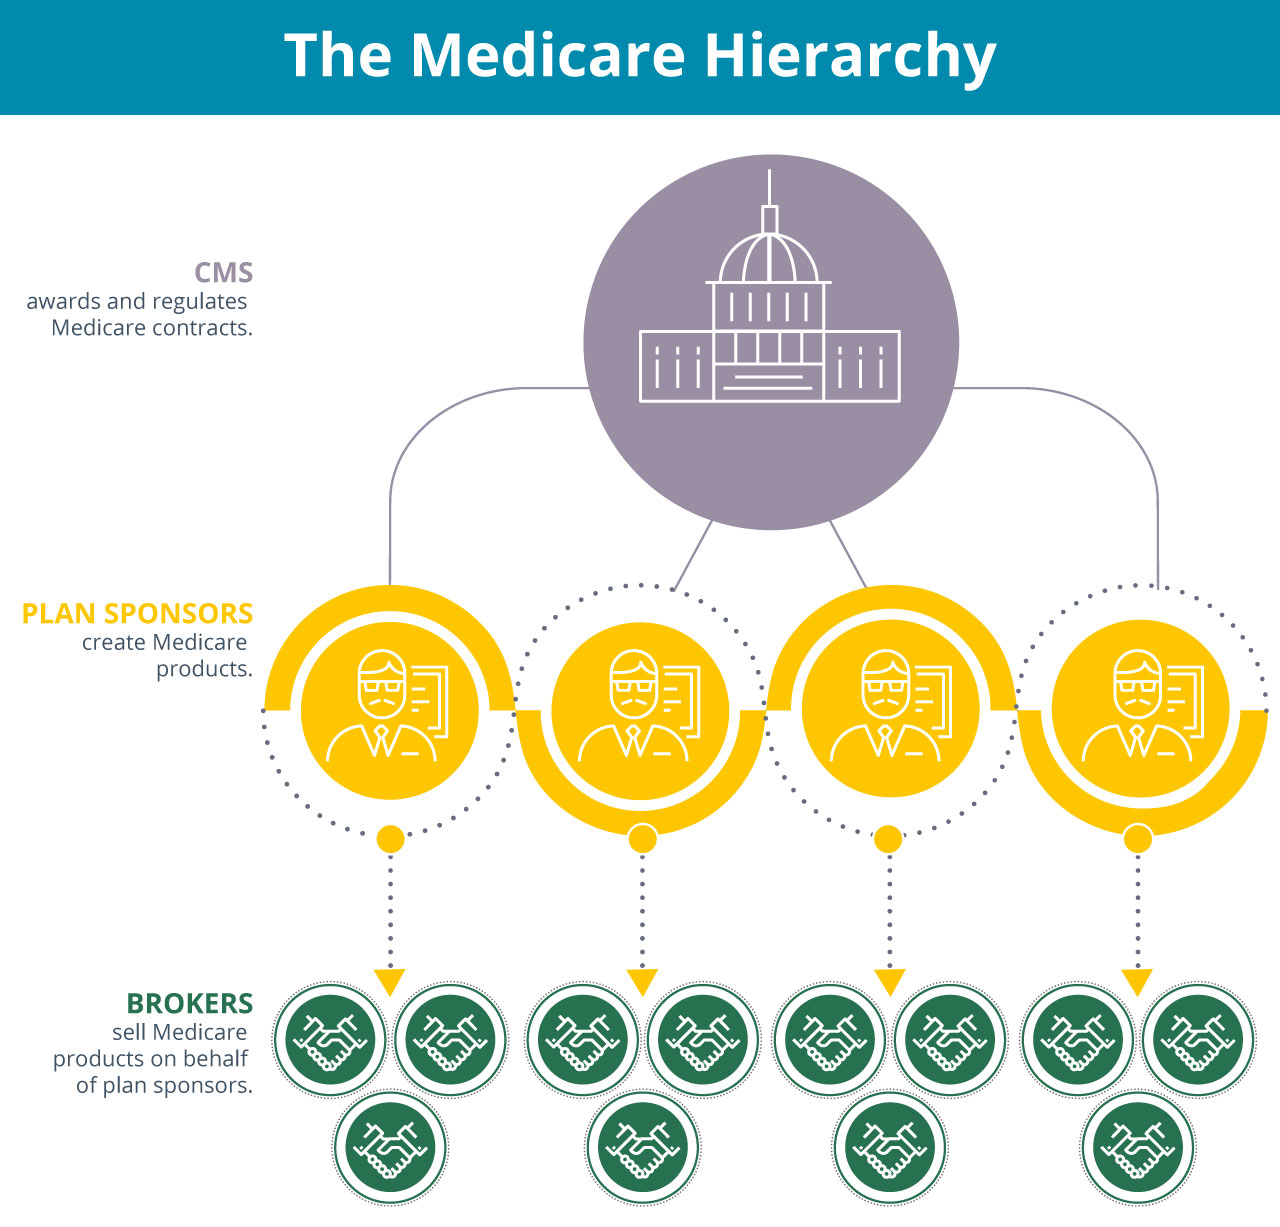 The Medicare Hierarchy
CMS
awards and regulates
Medicare contracts.
PLAN SPONSORS
create Medicare
products.
BROKERS
sell Medicare
products on behalf
of plan sponsors.